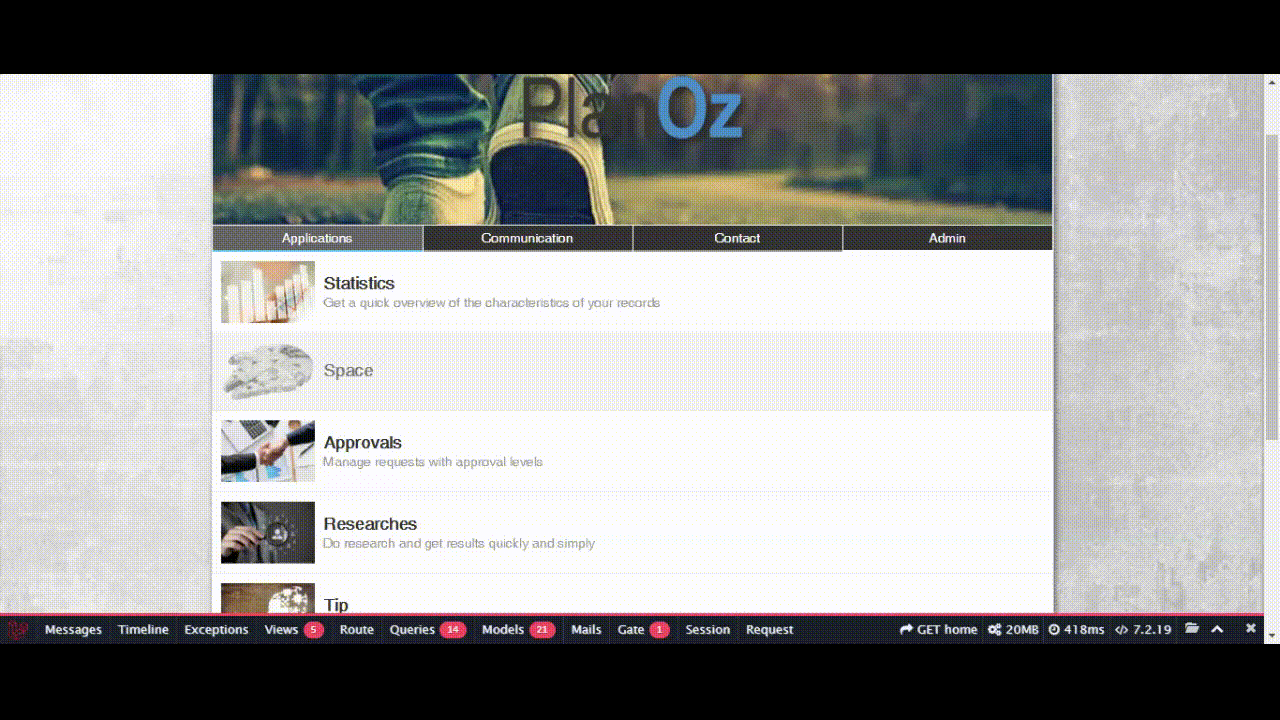 PlanOz
Applications Communication Contact Admin
Statistics
Get a quick overview of the characteristics of your records
Space
Approvals
Manage requests with approval levels
Researches
Do research and get results quickly and simply
Tip
Messages Timeline Exceptions Views 5 Route Queries 14 Models 21 Mails Gate 1 Session Request GET home 20MB 418ms 7.2.19